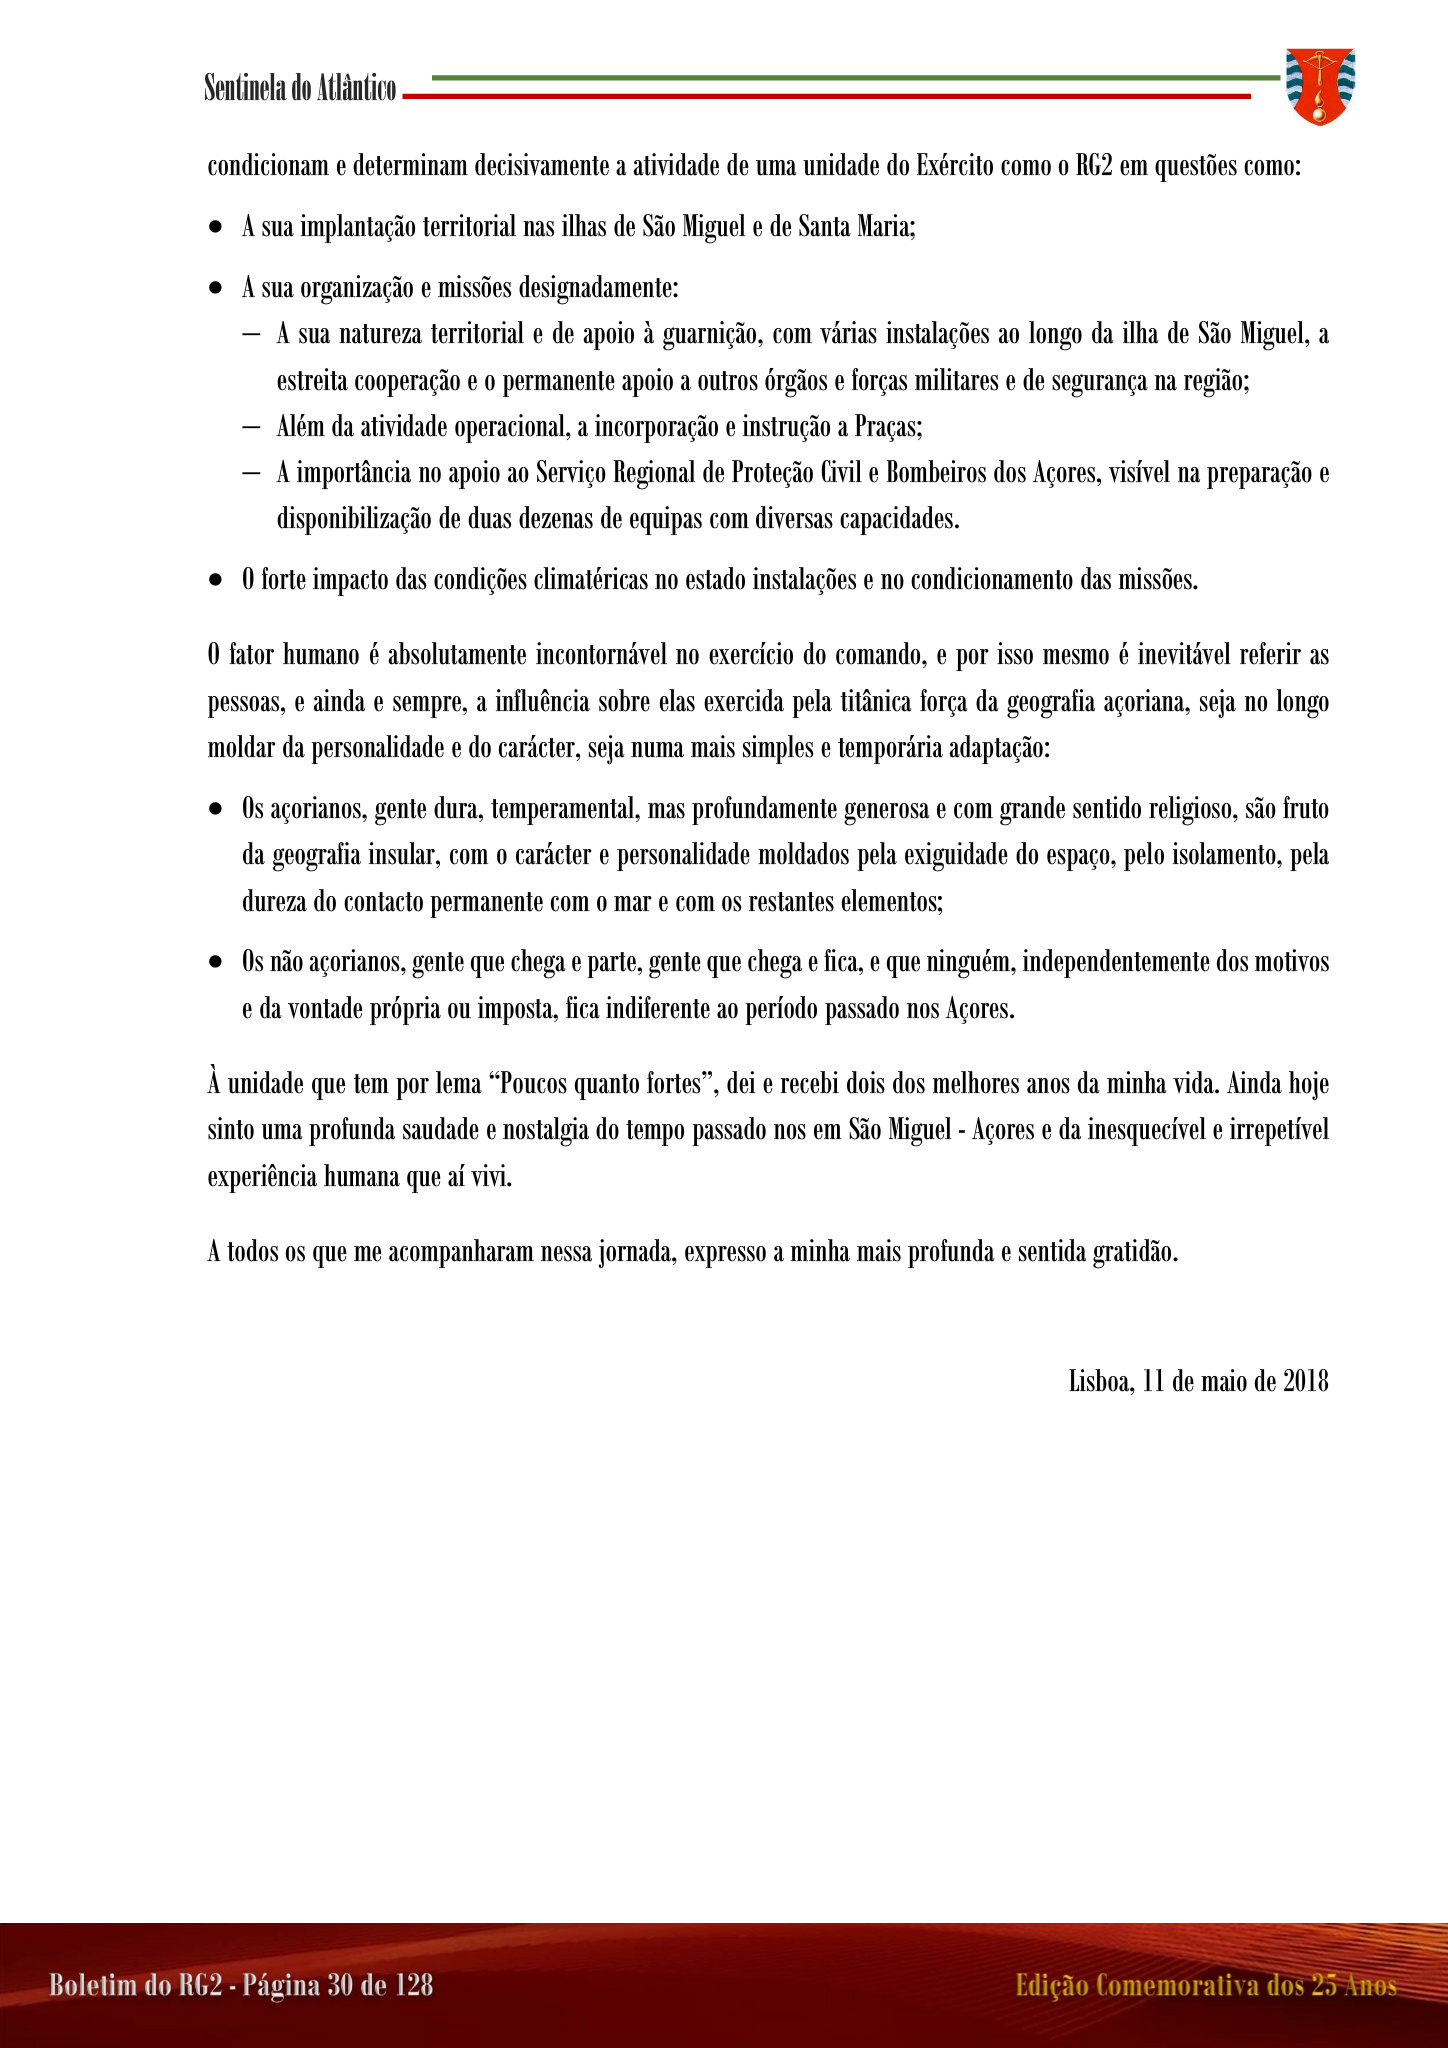 Sentinela do Atlântico
condicionam e determinam decisivamente a atividade de uma unidade do Exército como o RG2 em questões como:
● A sua implantação territorial nas ilhas de São Miguel e de Santa Maria;
● A sua organização e missões designadamente:
– A sua natureza territorial e de apoio à guarnição, com várias instalações ao longo da ilha de São Miguel, a
estreita cooperação e o permanente apoio a outros órgãos e forças militares e de segurança na região;
– Além da atividade operacional, a incorporação e instrução a Praças;
– A importância no apoio ao Serviço Regional de Proteção Civil e Bombeiros dos Açores, visível na preparação e
disponibilização de duas dezenas de equipas com diversas capacidades.
● O forte impacto das condições climatéricas no estado instalações e no condicionamento das missões.
O fator humano é absolutamente incontornável no exercício do comando, e por isso mesmo é inevitável referir as
pessoas, e ainda e sempre, a influência sobre elas exercida pela titânica força da geografia açoriana, seja no longo
moldar da personalidade e do carácter, seja numa mais simples e temporária adaptação:
● Os açorianos, gente dura, temperamental, mas profundamente generosa e com grande sentido religioso, são fruto
da geografia insular, com o carácter e personalidade moldados pela exiguidade do espaço, pelo isolamento, pela
dureza do contacto permanente com o mar e com os restantes elementos;
● Os não açorianos, gente que chega e parte, gente que chega e fica, e que ninguém, independentemente dos motivos
e da vontade própria ou imposta, fica indiferente ao período passado nos Açores.
À unidade que tem por lema “Poucos quanto fortes”, dei e recebi dois dos melhores anos da minha vida. Ainda hoje
sinto uma profunda saudade e nostalgia do tempo passado nos em São Miguel - Açores e da inesquecível e irrepetível
experiência humana que aí vivi.
A todos os que me acompanharam nessa jornada, expresso a minha mais profunda e sentida gratidão.
Lisboa, 11 de maio de 2018
Boletim do RG2 - Página 30 de 128
Edição Comemorativa dos 25 Anos